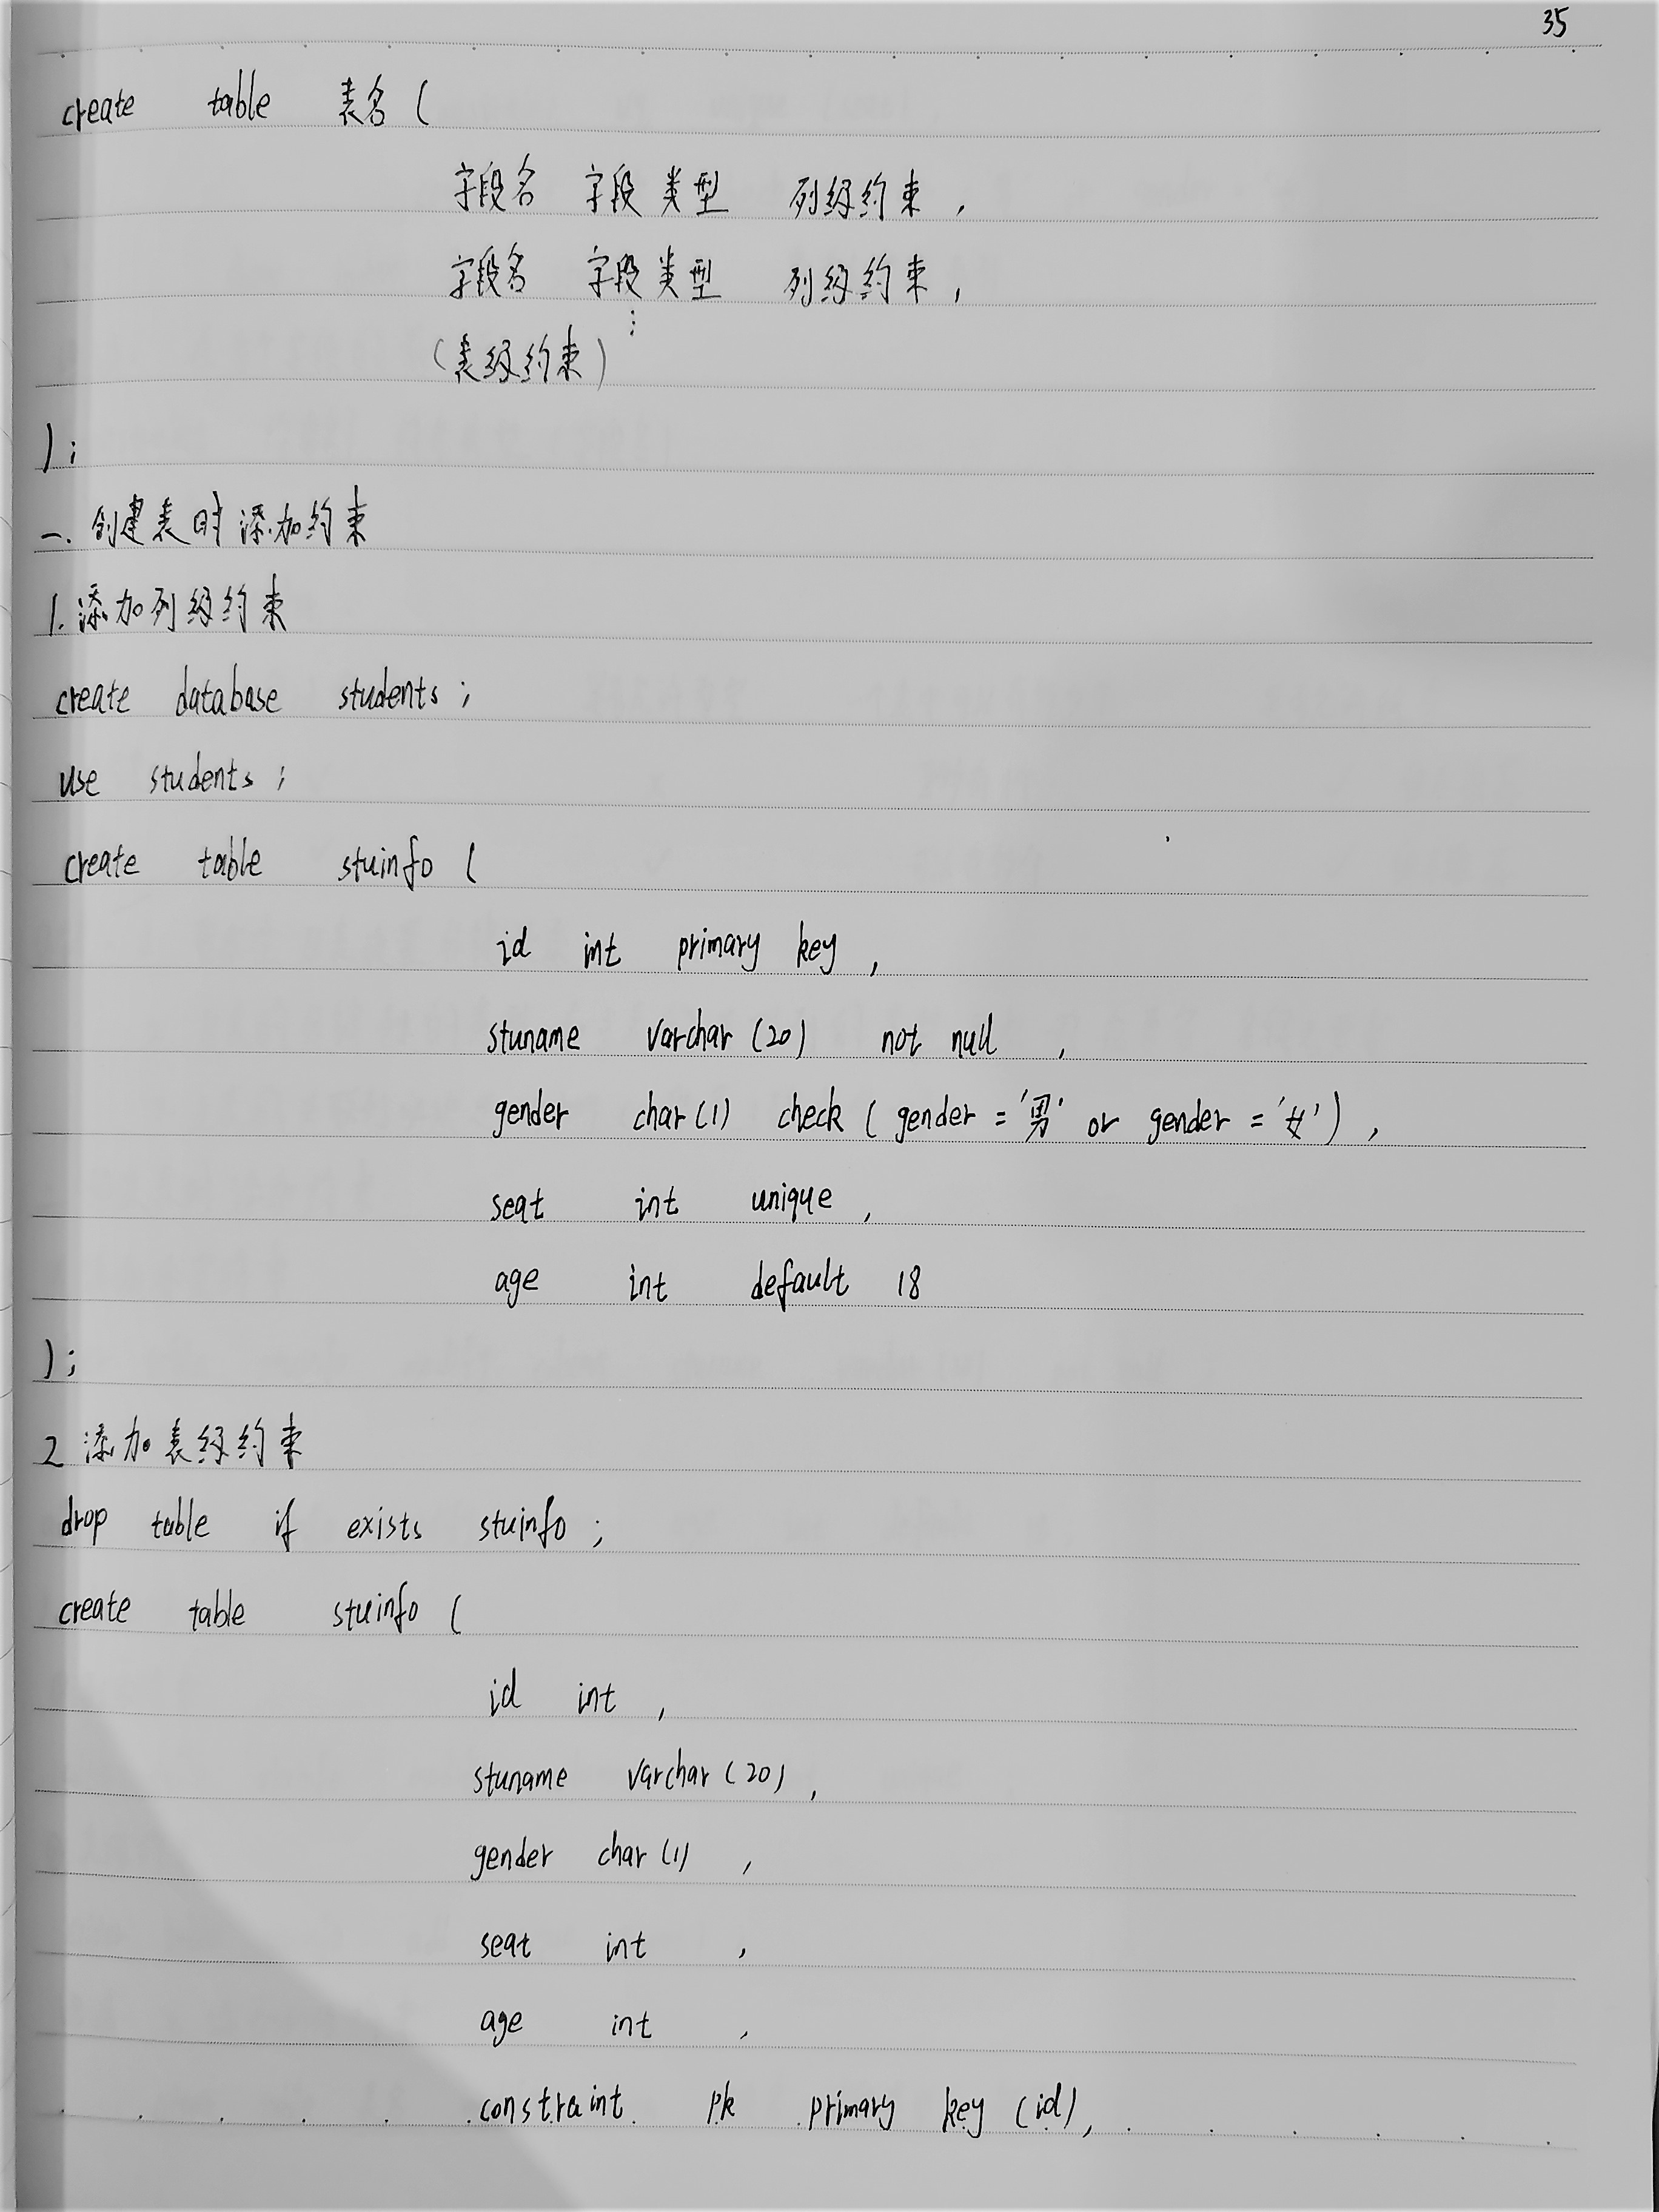 35
create table 表名 (
字段名 字段类型 列级约束 ,
字段名 字段类型 列级约束 ,
⋮
(表级约束)
);
一. 创建表时添加约束
1. 添加列级约束
create database students ;
use students ;
create table stuinfo (
id int primary key ,
stuname varchar (20) not null ,
gender char (1) check ( gender = '男' or gender = '女' ) ,
seat int unique ,
age int default 18
);
2 添加表级约束
drop table if exists stuinfo ;
create table stuinfo (
id int ,
stuname varchar (20) ,
gender char (1) ,
seat int ,
age int ,
constraint pk primary key (id) ,